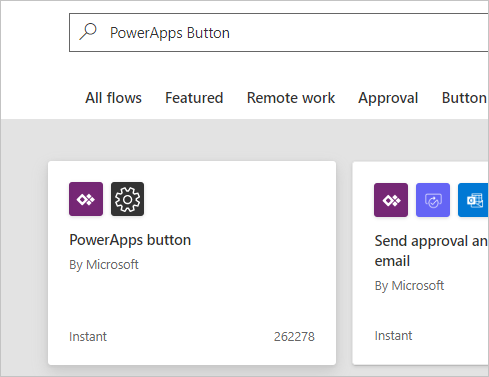 PowerApps Button
All flows Featured Remote work Approval Button
PowerApps button
By Microsoft
Instant 262278
Send approval an
email
By Microsoft
Instant